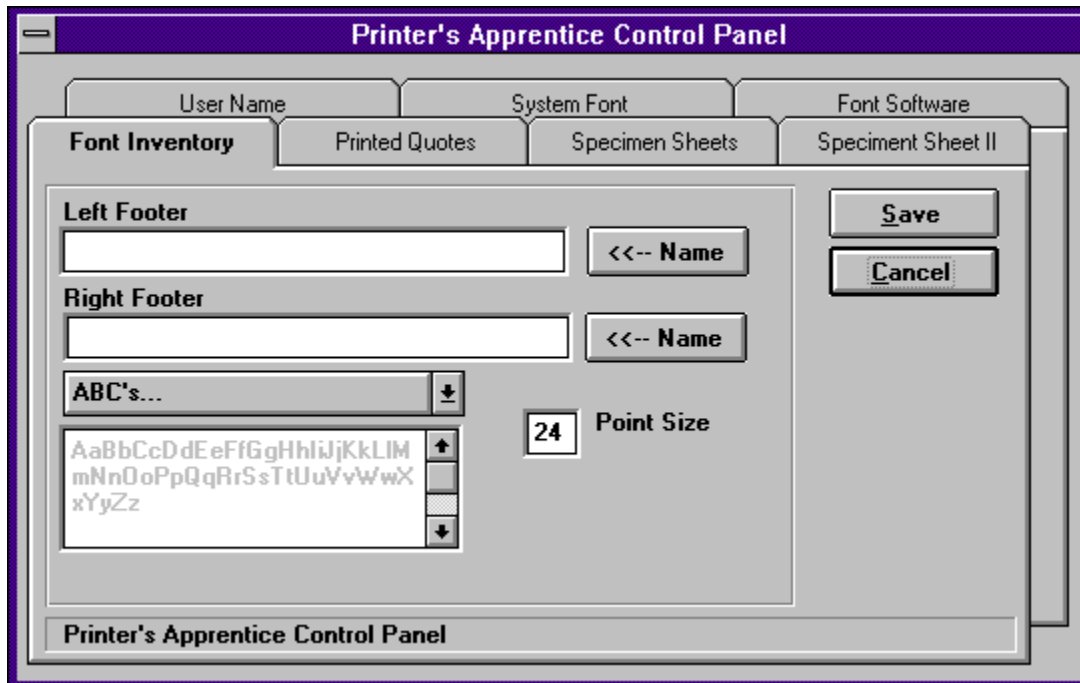 Printer's Apprentice Control Panel
User Name
System Font
Font Software
Font Inventory
Printed Quotes
Specimen Sheets
Speciment Sheet II
Left Footer
<<-- Name
Save
Cancel
Right Footer
<<-- Name
ABC's...
24
Point Size
AaBbCcDdEeFfGgHhIiJjKkLlM
mNnOoPpQqRrSsTtUuVvWwX
xYyZz
Printer's Apprentice Control Panel